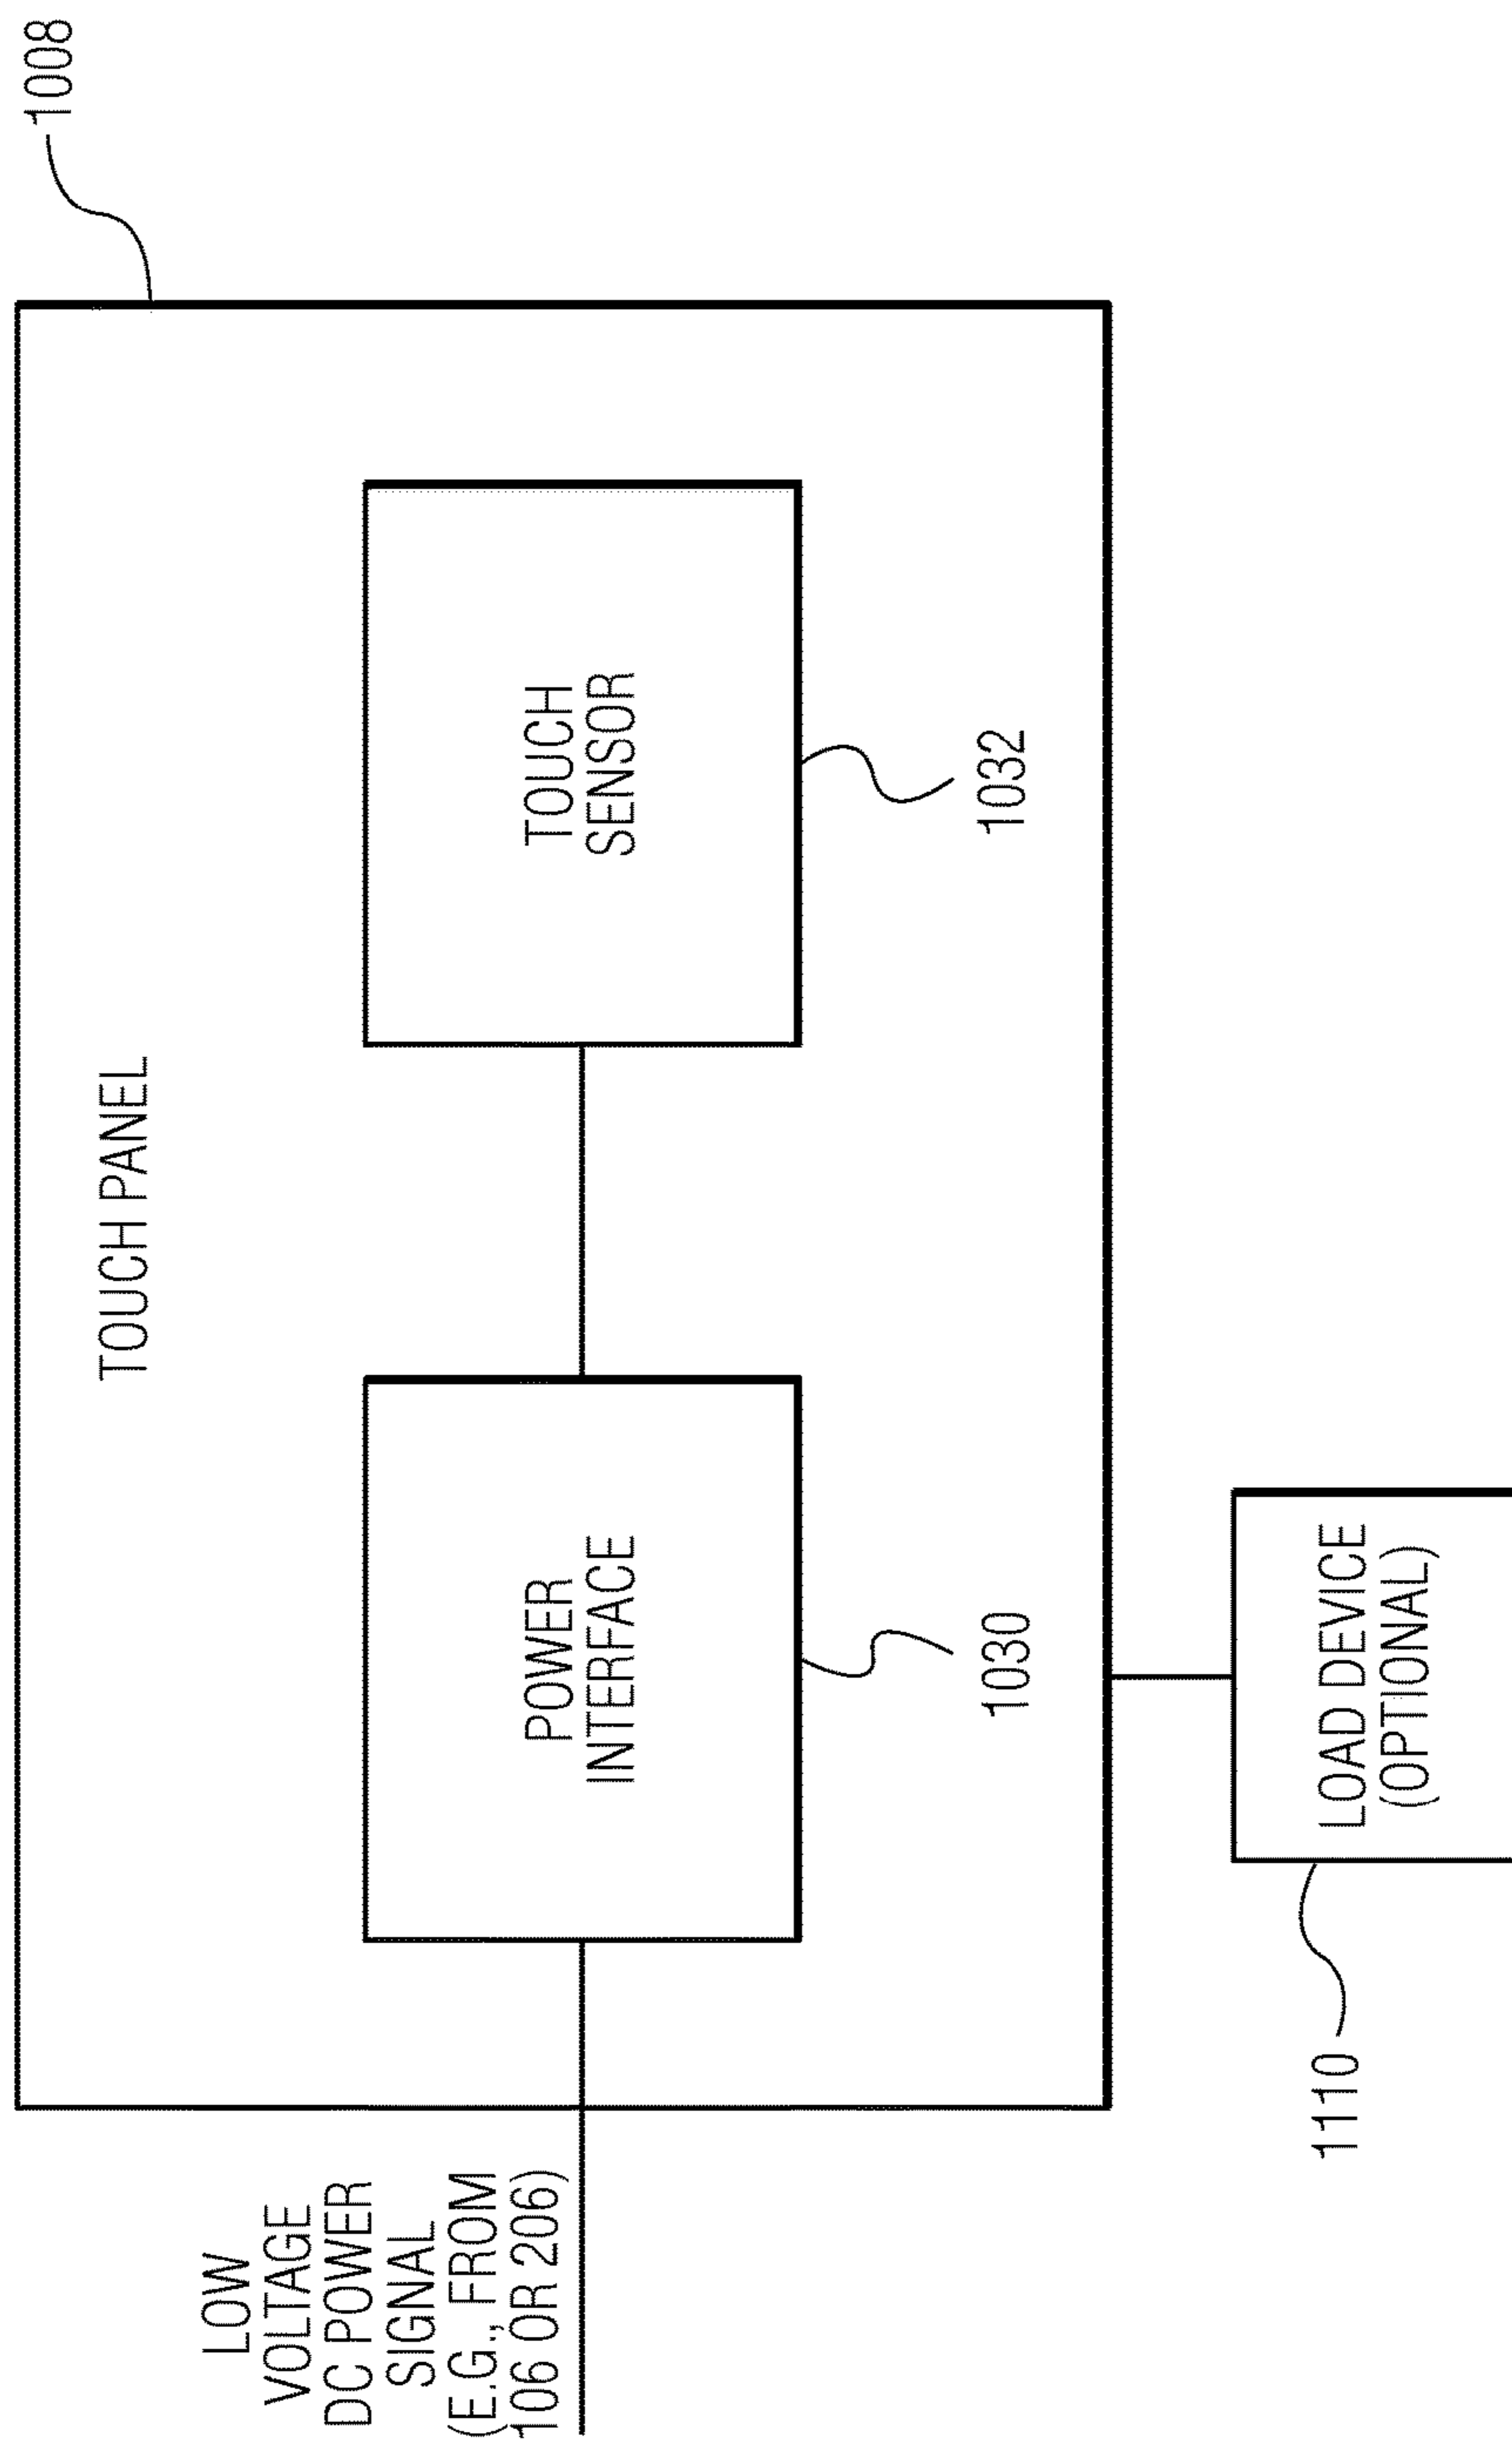 1008
TOUCH PANEL
LOW
VOLTAGE
DC POWER
SIGNAL
(E.G., FROM
106 OR 206)
POWER
INTERFACE
TOUCH
SENSOR
1030
1032
1110
LOAD DEVICE
(OPTIONAL)